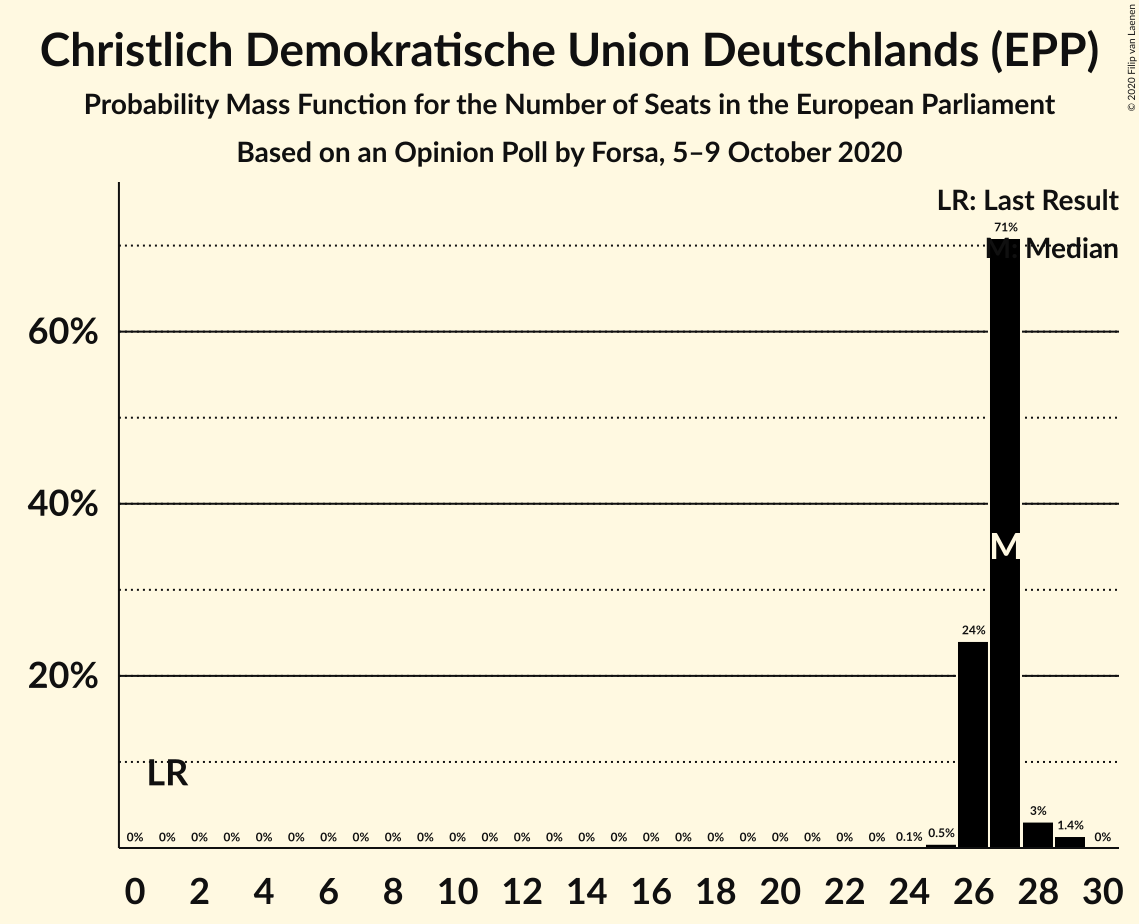 Christlich Demokratische Union Deutschlands (EPP)
Probability Mass Function for the Number of Seats in the European Parliament
Based on an Opinion Poll by Forsa, 5–9 October 2020
© 2020 Filip van Laenen
LR: Last Result
M: Median
71%
60%
40%
M
24%
20%
LR
0% 0% 0% 0% 0% 0% 0% 0% 0% 0% 0% 0% 0% 0% 0% 0% 0% 0% 0% 0% 0% 0% 0% 0% 0.1% 0.5% 3% 1.4% 0%
0 2 4 6 8 10 12 14 16 18 20 22 24 26 28 30